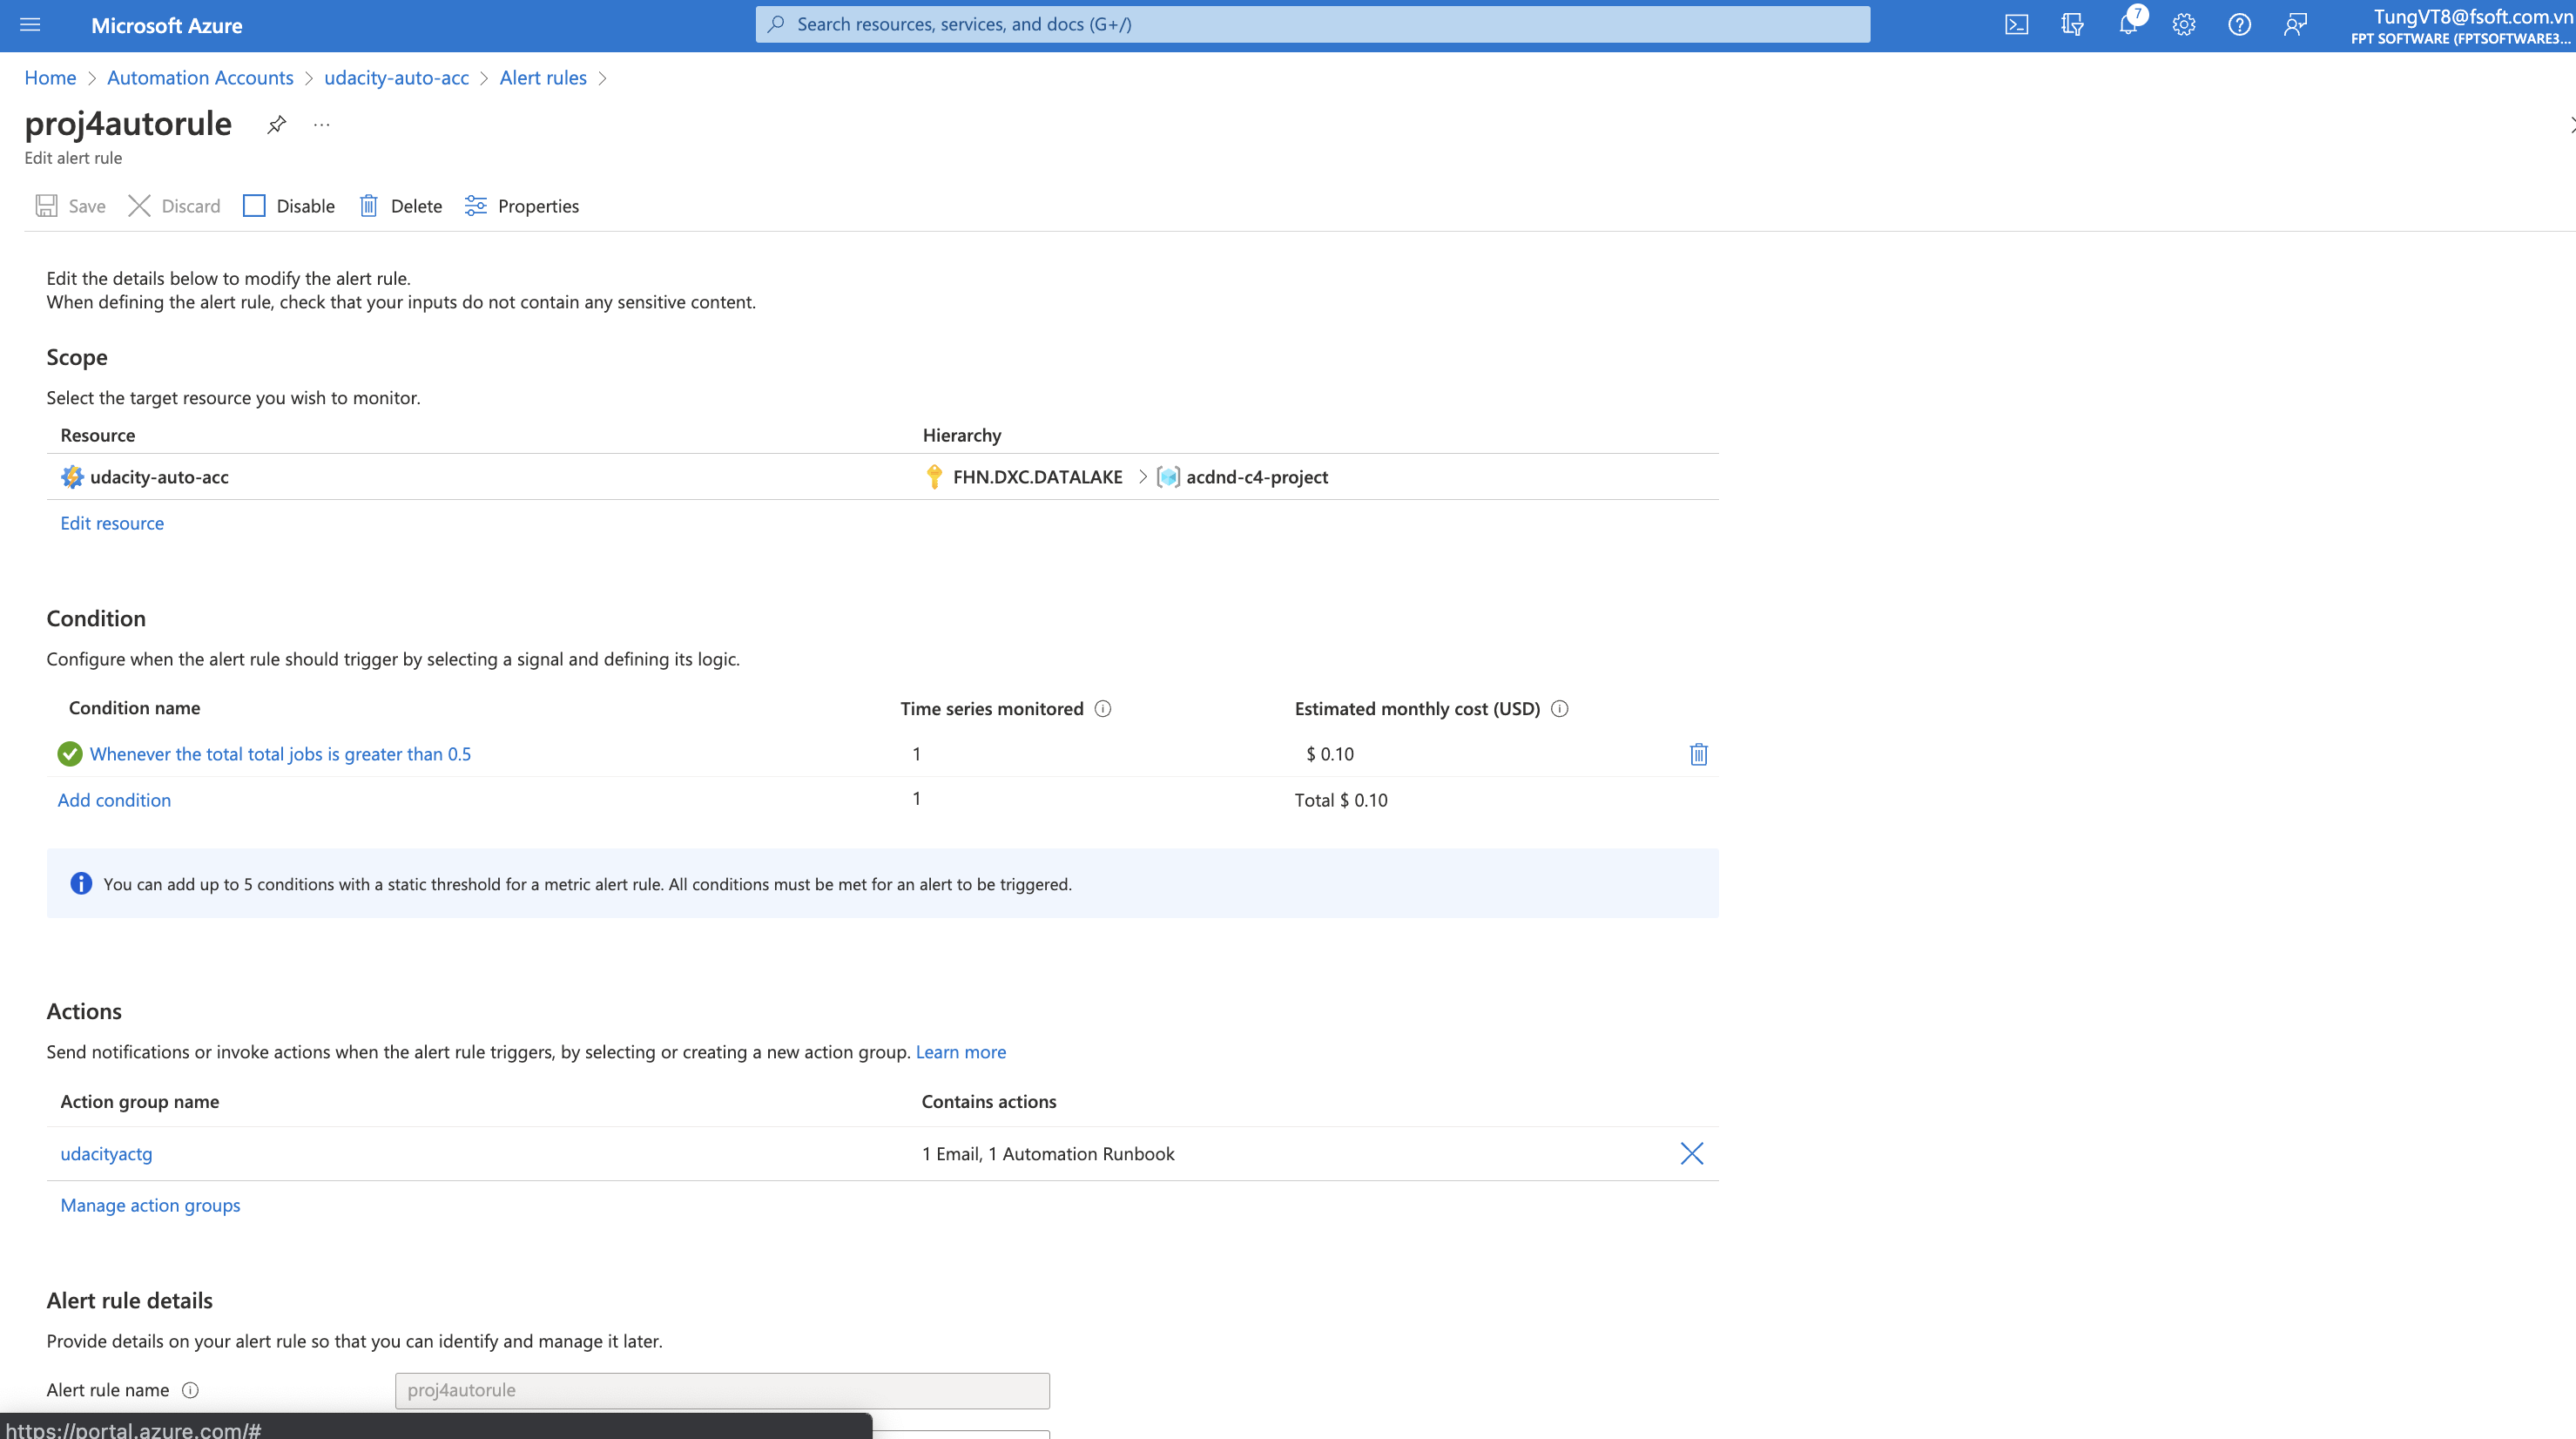 Microsoft Azure
Search resources, services, and docs (G+/)
7
TungVT8@fsoft.com.vn
FPT SOFTWARE (FPTSOFTWARE3...
Home > Automation Accounts > udacity-auto-acc > Alert rules >
proj4autorule ...
Edit alert rule
Save Discard Disable Delete Properties
Edit the details below to modify the alert rule.
When defining the alert rule, check that your inputs do not contain any sensitive content.
Scope
Select the target resource you wish to monitor.
Resource Hierarchy
udacity-auto-acc FHN.DXC.DATALAKE > acdnd-c4-project
Edit resource
Condition
Configure when the alert rule should trigger by selecting a signal and defining its logic.
Condition name Time series monitored Estimated monthly cost (USD)
Whenever the total total jobs is greater than 0.5 1 $ 0.10
Add condition 1 Total $ 0.10
You can add up to 5 conditions with a static threshold for a metric alert rule. All conditions must be met for an alert to be triggered.
Actions
Send notifications or invoke actions when the alert rule triggers, by selecting or creating a new action group. Learn more
Action group name Contains actions
udacityactg 1 Email, 1 Automation Runbook
Manage action groups
Alert rule details
Provide details on your alert rule so that you can identify and manage it later.
Alert rule name proj4autorule
https://portal.azure.com/#